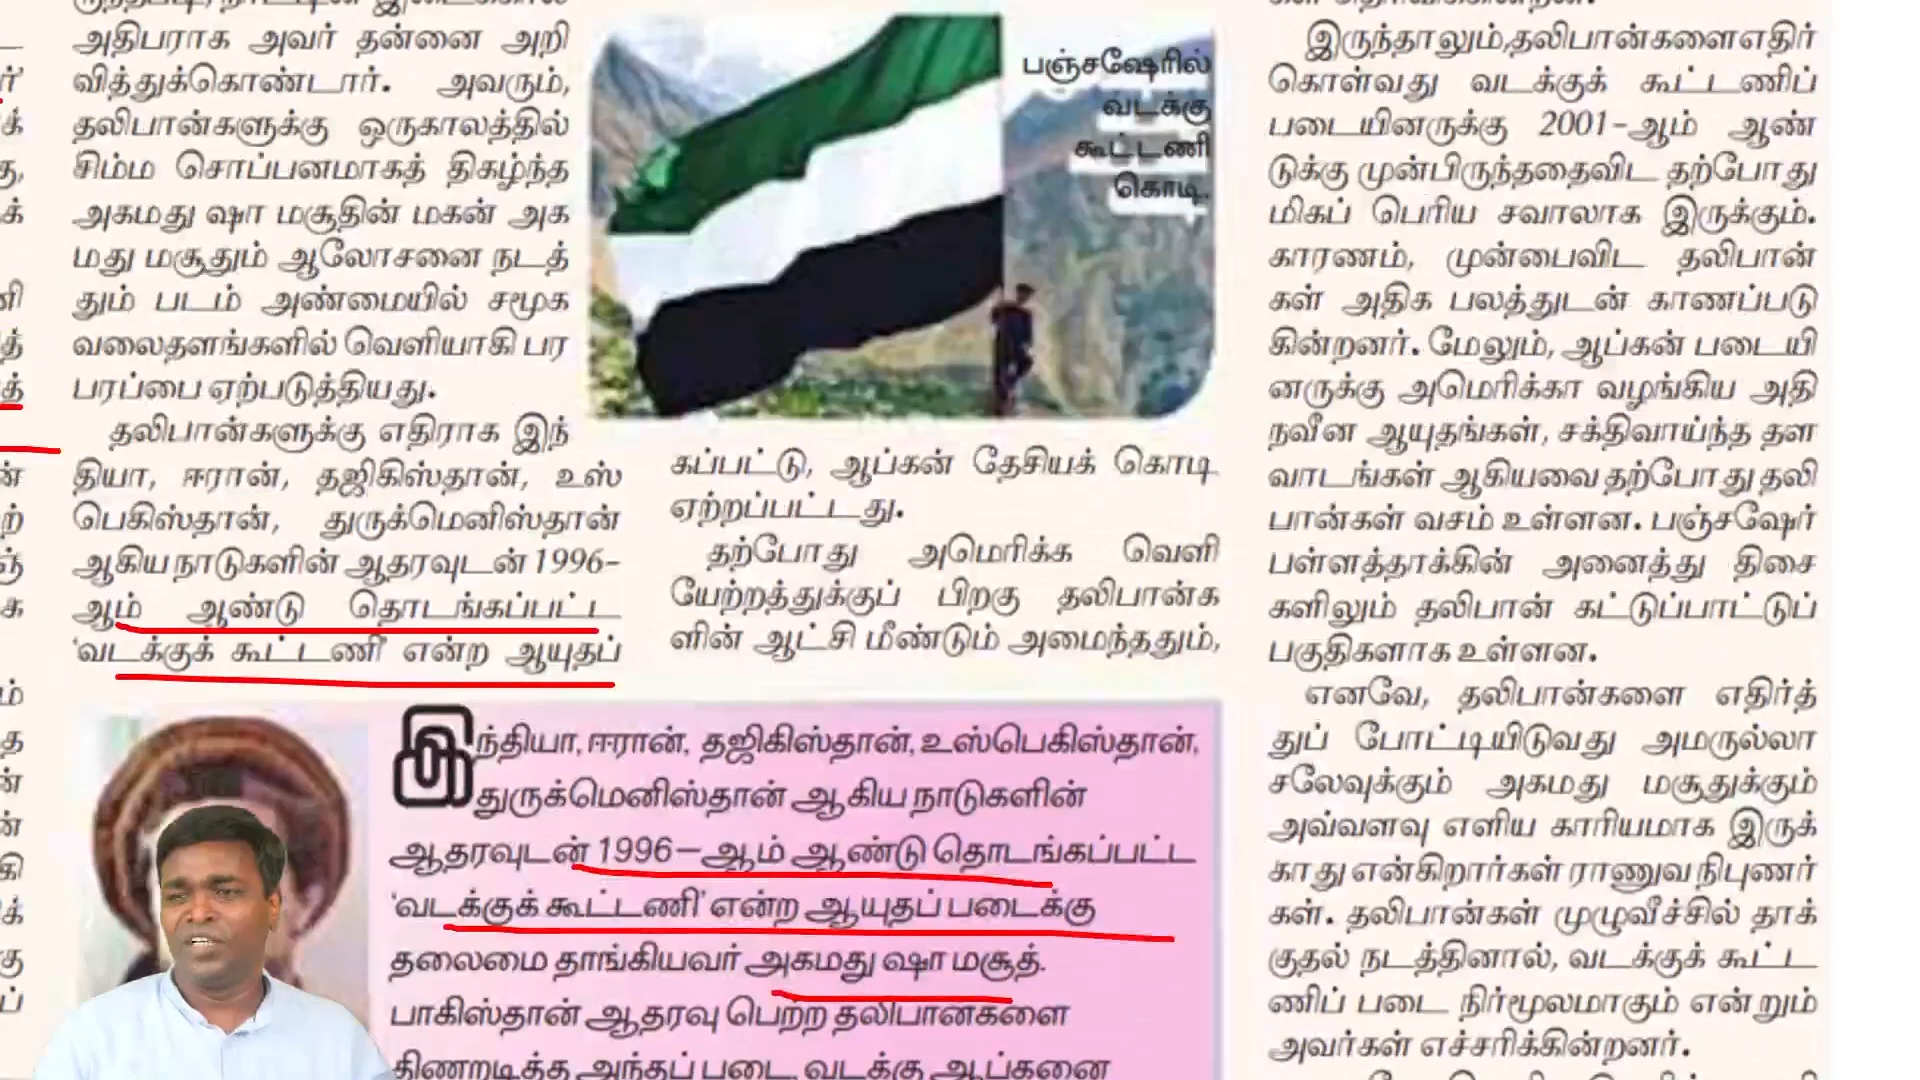 அதிபராக அவர் தன்னை அறி
வித்துக்கொண்டார். அவரும்,
தலிபான்களுக்கு ஒருகாலத்தில்
சிம்ம சொப்பனமாகத் திகழ்ந்த
அகமது ஷா மசூதின் மகன் அக
மது மசூதும் ஆலோசனை நடத்
தும் படம் அண்மையில் சமூக
வலைதளங்களில் வெளியாகி பர
பரப்பை ஏற்படுத்தியது.
தலிபான்களுக்கு எதிராக இந்
தியா, ஈரான், தஜிகிஸ்தான், உஸ்
பெகிஸ்தான், துருக்மெனிஸ்தான்
ஆகிய நாடுகளின் ஆதரவுடன் 1996-
ஆம் ஆண்டு தொடங்கப்பட்ட
'வடக்குக் கூட்டணி' என்ற ஆயுதப்
பஞ்சஷேரில்
வடக்கு
கூட்டணி
கொடி.
கப்பட்டு, ஆப்கன் தேசியக் கொடி
ஏற்றப்பட்டது.
தற்போது அமெரிக்க வெளி
யேற்றத்துக்குப் பிறகு தலிபான்க
ளின் ஆட்சி மீண்டும் அமைந்ததும்,
இந்தியா, ஈரான், தஜிகிஸ்தான், உஸ்பெகிஸ்தான்,
துருக்மெனிஸ்தான் ஆகிய நாடுகளின்
ஆதரவுடன் 1996-ஆம் ஆண்டு தொடங்கப்பட்ட
'வடக்குக் கூட்டணி' என்ற ஆயுதப் படைக்கு
தலைமை தாங்கியவர் அகமது ஷா மசூத்.
பாகிஸ்தான் ஆதரவு பெற்ற தலிபானகளை
திணறடித்த அந்தப் படை, வடக்கு ஆப்கனை
இருந்தாலும்,தலிபான்களை எதிர்
கொள்வது வடக்குக் கூட்டணிப்
படையினருக்கு 2001-ஆம் ஆண்
டுக்கு முன்பிருந்ததைவிட தற்போது
மிகப் பெரிய சவாலாக இருக்கும்.
காரணம், முன்பைவிட தலிபான்
கள் அதிக பலத்துடன் காணப்படு
கின்றனர். மேலும், ஆப்கன் படையி
னருக்கு அமெரிக்கா வழங்கிய அதி
நவீன ஆயுதங்கள், சக்திவாய்ந்த தள
வாடங்கள் ஆகியவை தற்போது தலி
பான்கள் வசம் உள்ளன. பஞ்சஷேர்
பள்ளத்தாக்கின் அனைத்து திசை
களிலும் தலிபான் கட்டுப்பாட்டுப்
பகுதிகளாக உள்ளன.
எனவே, தலிபான்களை எதிர்த்
துப் போட்டியிடுவது அமருல்லா
சலேவுக்கும் அகமது மசூதுக்கும்
அவ்வளவு எளிய காரியமாக இருக்
காது என்கிறார்கள் ராணுவ நிபுணர்
கள். தலிபான்கள் முழுவீச்சில் தாக்
குதல் நடத்தினால், வடக்குக் கூட்ட
ணிப் படை நிர்மூலமாகும் என்றும்
அவர்கள் எச்சரிக்கின்றனர்.